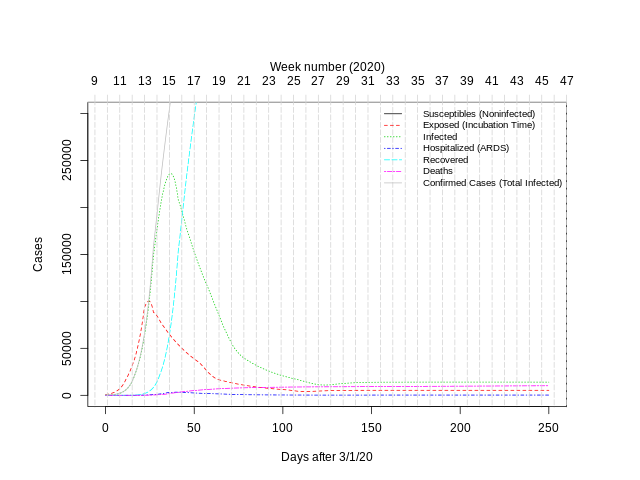 Week number (2020)
9 11 13 15 17 19 21 23 25 27 29 31 33 35 37 39 41 43 45 47
Susceptibles (Noninfected)
Exposed (Incubation Time)
Infected
Hospitalized (ARDS)
Recovered
Deaths
Confirmed Cases (Total Infected)
Cases
250000
150000
50000
0
0 50 100 150 200 250
Days after 3/1/20